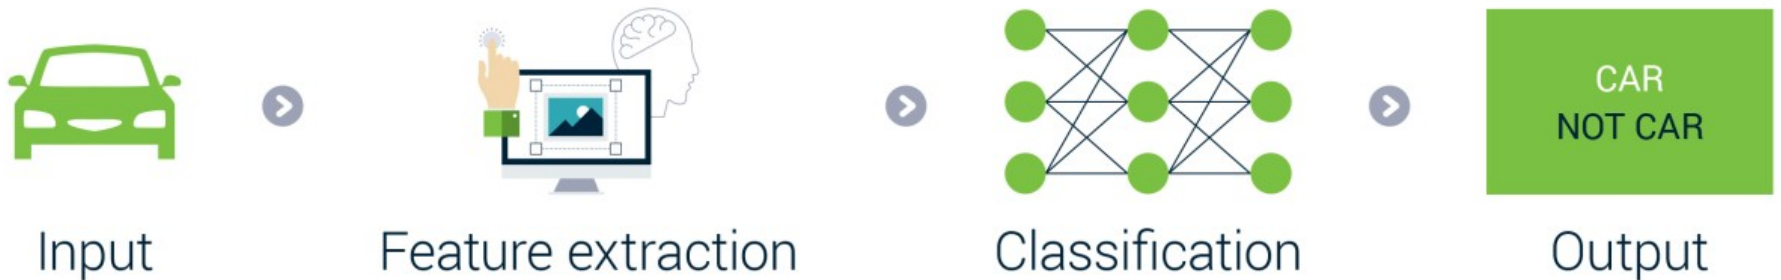 CAR
NOT CAR
Input
Feature extraction
Classification
Output